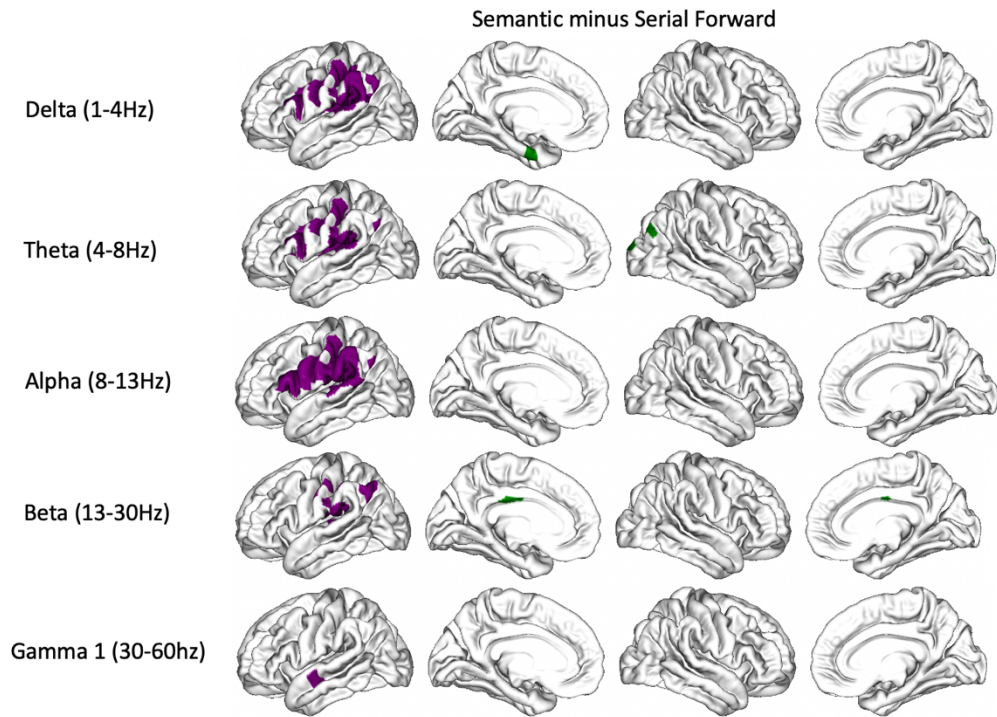 Semantic minus Serial Forward
Delta (1-4Hz)
Theta (4-8Hz)
Alpha (8-13Hz)
Beta (13-30Hz)
Gamma 1 (30-60hz)